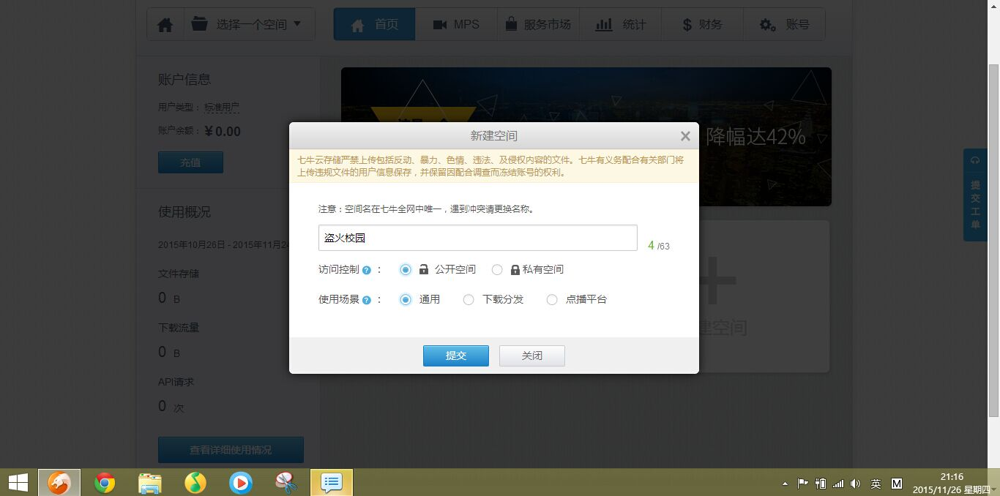 选择一个空间
首页
MPS
服务市场
统计
$ 财务
账号
账户信息
用户类型： 标准用户
账户余额： ¥ 0.00
充值
使用概况
2015年10月26日 - 2015年11月24
文件存储
0 B
下载流量
0 B
API请求
0 次
查看详细使用情况
降幅达42%
新建空间
七牛云存储严禁上传包括反动、暴力、色情、违法、及侵权内容的文件。七牛有义务配合有关部门将
上传违规文件的用户信息保存，并保留因配合调查而冻结账号的权利。
注意：空间名在七牛全网中唯一，遇到冲突请更换名称。
盗火校园
4 /63
访问控制 ? ： 公开空间 私有空间
使用场景 ? ： 通用 下载分发 点播平台
提交 关闭
建空间
提交工单
英 M
21:16
2015/11/26 星期四